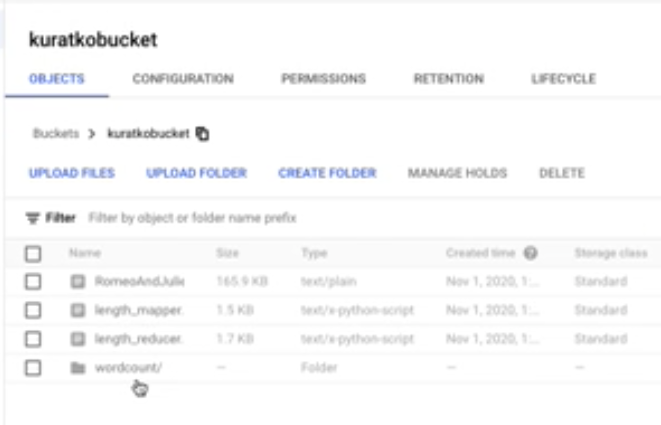 kuratkobucket
OBJECTS CONFIGURATION PERMISSIONS RETENTION LIFECYCLE
Buckets > kuratkobucket
UPLOAD FILES UPLOAD FOLDER CREATE FOLDER MANAGE HOLDS DELETE
Filter Filter by object or folder name prefix
Name Size Type Created time Storage class
RomeoAndJulie 165.9 KB text/plain Nov 1, 2020, 1:... Standard
length_mapper. 1.5 KB text/x-python-script Nov 1, 2020, 1:... Standard
length_reducer. 1.7 KB text/x-python-script Nov 1, 2020, 1:... Standard
wordcount/ — Folder — —